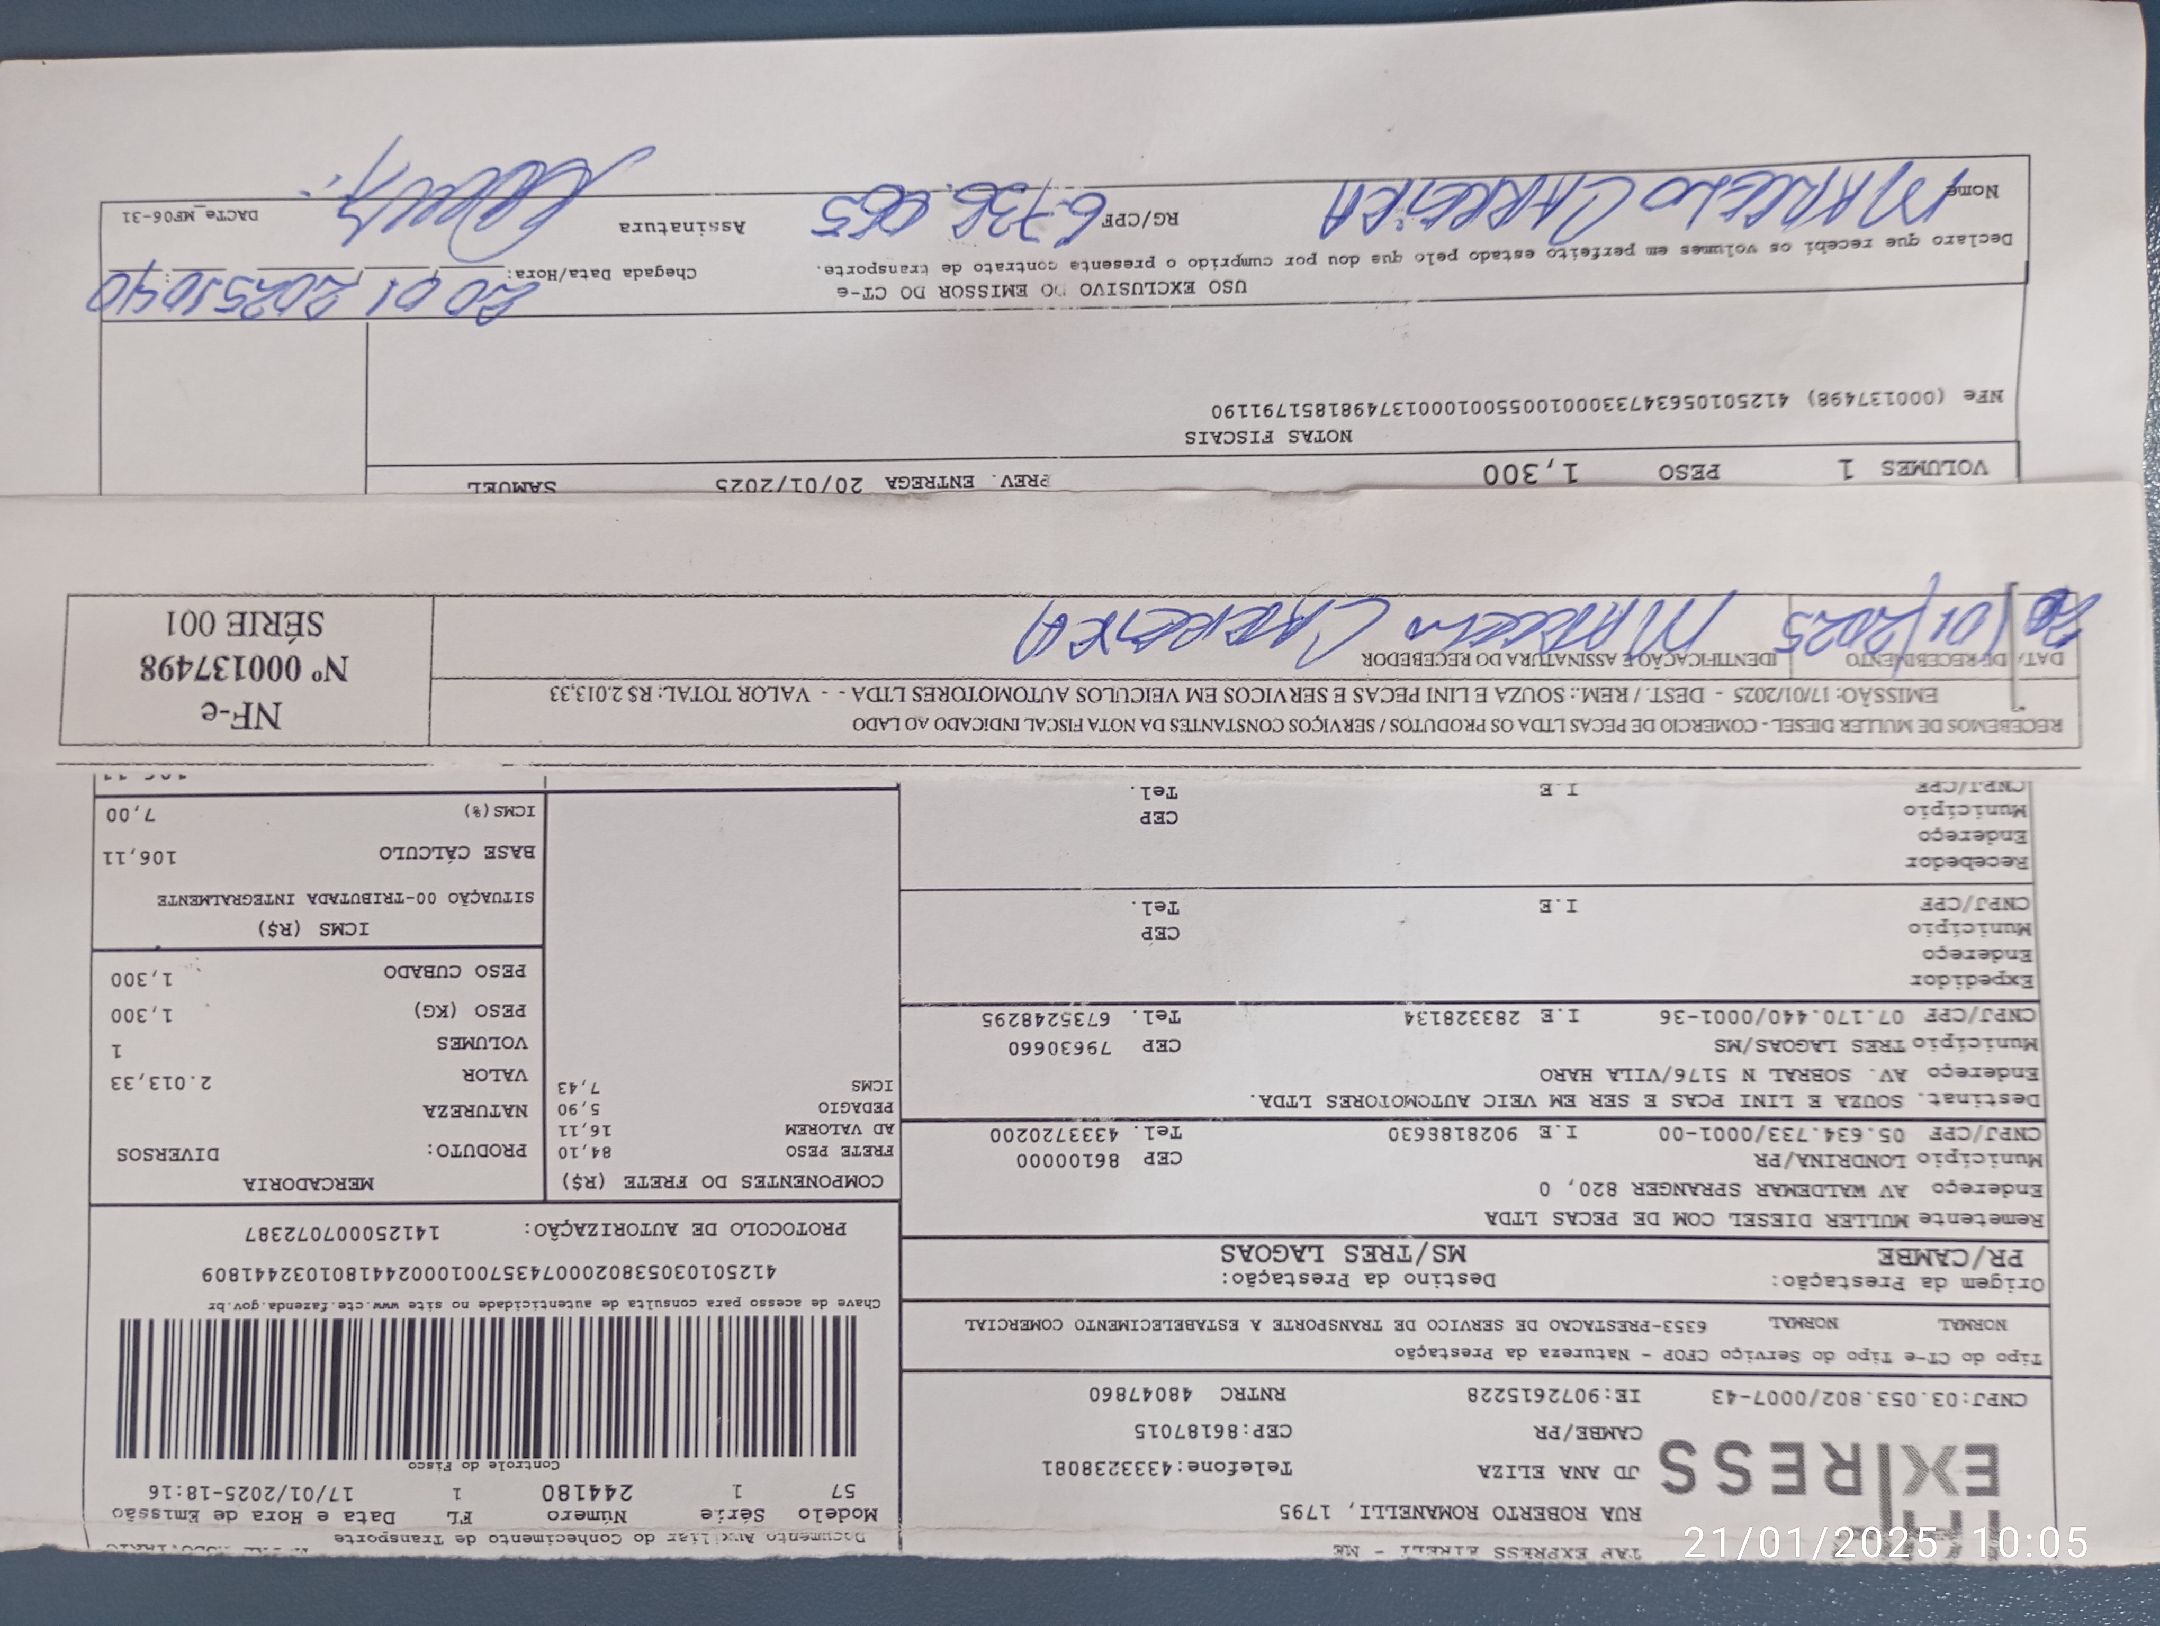 TAP EXPRESS EIRELI - ME
EXPRESS
RUA ROBERTO ROMANELLI, 1795
JD ANA ELIZA Telefone:4333238081
CAMBE/PR CEP:86187015
CNPJ:03.053.802/0007-43 IE:9072615228 RNTRC 48047860
Tipo do CT-e Tipo do Serviço CFOP - Natureza da Prestação
NORMAL NORMAL 6353-PRESTACAO DE SERVICO DE TRANSPORTE A ESTABELECIMENTO COMERCIAL
Origem da Prestação: Destino da Prestação:
PR/CAMBE MS/TRES LAGOAS
Remetente MULLER DIESEL COM DE PECAS LTDA
Endereço AV WALDEMAR SPRANGER 820, 0
Município LONDRINA/PR CEP 86100000
CNPJ/CPF 05.634.733/0001-00 I.E 9028186630 Tel. 4333720200
Destinat. SOUZA E LINI PCAS E SER EM VEIC AUTOMOTORES LTDA.
Endereço AV. SOBRAL N 5176/VILA HARO
Município TRES LAGOAS/MS CEP 79630660
CNPJ/CPF 07.170.440/0001-36 I.E 283328134 Tel. 6735248295
Expedidor
Endereço
Município CEP
CNPJ/CPF I.E Tel.
Recebedor
Endereço
Município CEP
CNPJ/CPF I.E Tel.
Documento Auxiliar do Conhecimento de Transporte
Modelo Série Número FL Data e Hora de Emissão
57 1 244180 1 17/01/2025-18:16
Controle do Fisco
Chave de acesso para consulta de autenticidade no site www.cte.fazenda.gov.br
41250103053802000743570010002441801032441809
PROTOCOLO DE AUTORIZAÇÃO: 141250007072387
COMPONENTES DO FRETE (R$)
FRETE PESO 84,10
AD VALOREM 16,11
PEDAGIO 5,90
ICMS 7,43
MERCADORIA
PRODUTO: DIVERSOS
NATUREZA
VALOR 2.013,33
VOLUMES 1
PESO (KG) 1,300
PESO CUBADO 1,300
ICMS (R$)
SITUAÇÃO 00-TRIBUTADA INTEGRALMENTE
BASE CÁLCULO 106,11
ICMS(%) 7,00
RECEBEMOS DE MULLER DIESEL - COMERCIO DE PECAS LTDA OS PRODUTOS / SERVIÇOS CONSTANTES DA NOTA FISCAL INDICADO AO LADO
EMISSÃO: 17/01/2025 - DEST. / REM.: SOUZA E LINI PECAS E SERVICOS EM VEICULOS AUTOMOTORES LTDA - - VALOR TOTAL: R$ 2.013,33
DATA DE RECEBIMENTO IDENTIFICAÇÃO E ASSINATURA DO RECEBEDOR
20/01/2025 MARCELO CARREIRA
NF-e
Nº 000137498
SÉRIE 001
VOLUMES 1 PESO 1,300 PREV. ENTREGA 20/01/2025 SAMUEL
NOTAS FISCAIS
NFe (000137498) 41250105634733000100550010001374981851791190
USO EXCLUSIVO DO EMISSOR DO CT-e
Declaro que recebi os volumes em perfeito estado pelo que dou por cumprido o presente contrato de transporte.
Chegada Data/Hora: 20 01 2025 10:40
Nome MARCELO CARREIRA RG/CPF 6.736.665 Assinatura
DACTe_MF06-31
21/01/2025 10:05